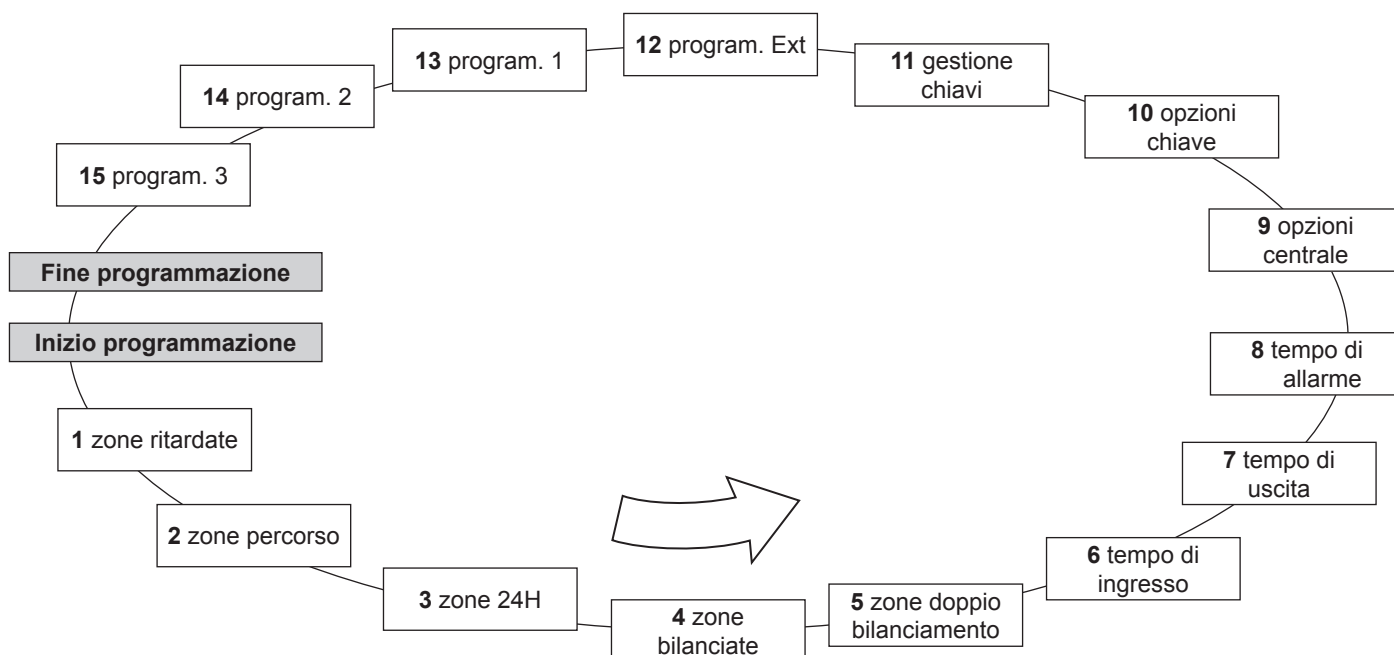 12 program. Ext
13 program. 1
11 gestione
chiavi
14 program. 2
10 opzioni
chiave
15 program. 3
9 opzioni
centrale
Fine programmazione
Inizio programmazione
8 tempo di
allarme
1 zone ritardate
7 tempo di
uscita
2 zone percorso
6 tempo di
ingresso
3 zone 24H
5 zone doppio
bilanciamento
4 zone
bilanciate